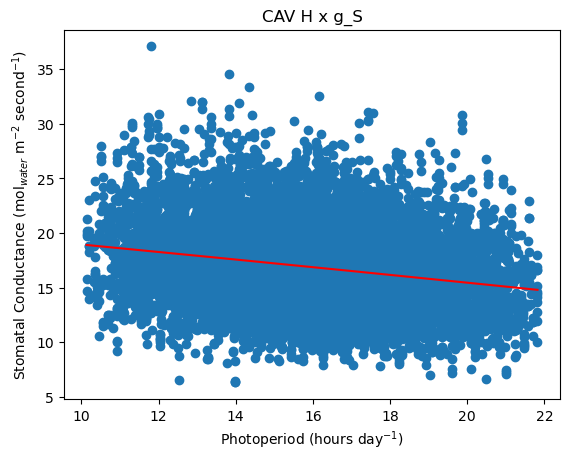 CAV H x g_S
35
30
25
20
15
10
5
Stomatal Conductance (mol_water m⁻² second⁻¹)
10 12 14 16 18 20 22
Photoperiod (hours day⁻¹)